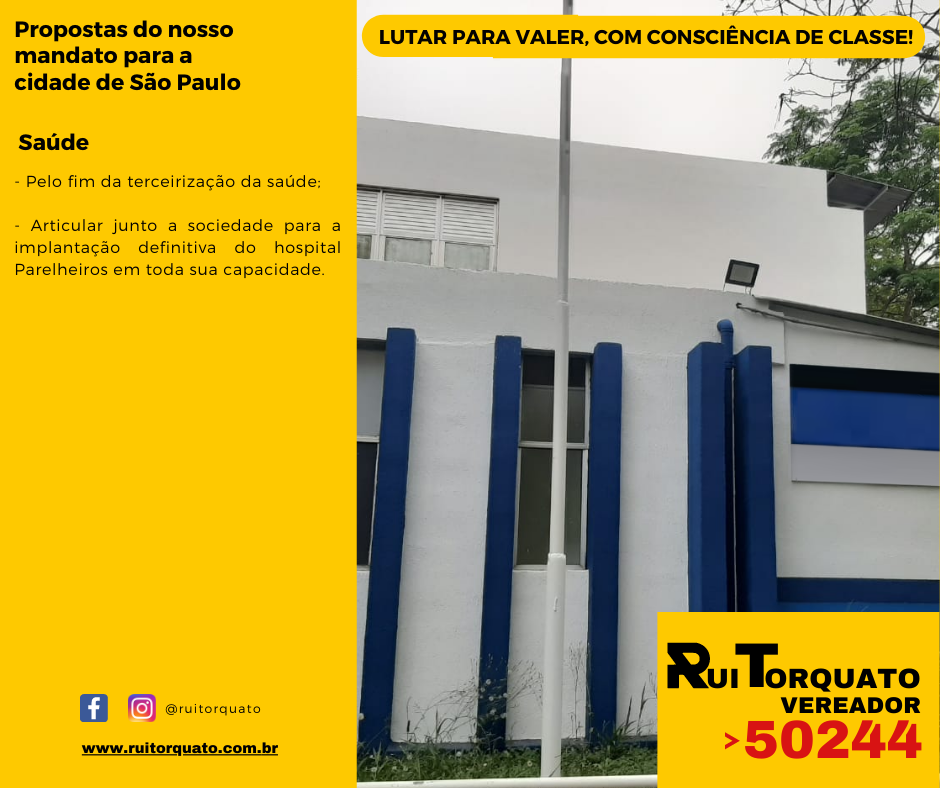 Propostas do nosso
mandato para a
cidade de São Paulo
LUTAR PARA VALER, COM CONSCIÊNCIA DE CLASSE!
Saúde
- Pelo fim da terceirização da saúde;
- Articular junto a sociedade para a
implantação definitiva do hospital
Parelheiros em toda sua capacidade.
@ruitorquato
www.ruitorquato.com.br
RUI TORQUATO
VEREADOR
>50244